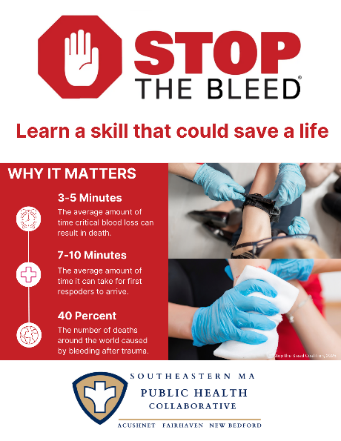 STOP
THE BLEED®
Learn a skill that could save a life
WHY IT MATTERS
3-5 Minutes
The average amount of
time critical blood loss can
result in death.
7-10 Minutes
The average amount of
time it can take for first
respoders to arrive.
40 Percent
The number of deaths
around the world caused
by bleeding after trauma.
SOUTHEASTERN MA
PUBLIC HEALTH
COLLABORATIVE
ACUSHNET FAIRHAVEN NEW BEDFORD